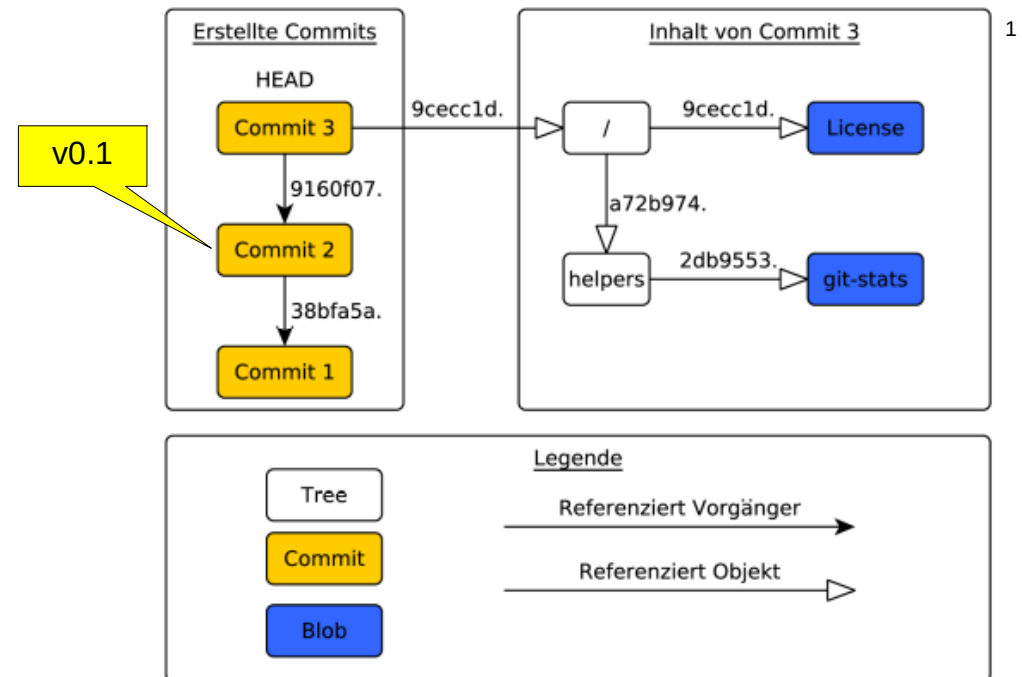 Erstellte Commits
HEAD
Commit 3
9160f07.
Commit 2
38bfa5a.
Commit 1
v0.1
9cecc1d.
Inhalt von Commit 3
/
9cecc1d.
License
a72b974.
helpers
2db9553.
git-stats
1
Legende
Tree
Commit
Blob
Referenziert Vorgänger
Referenziert Objekt